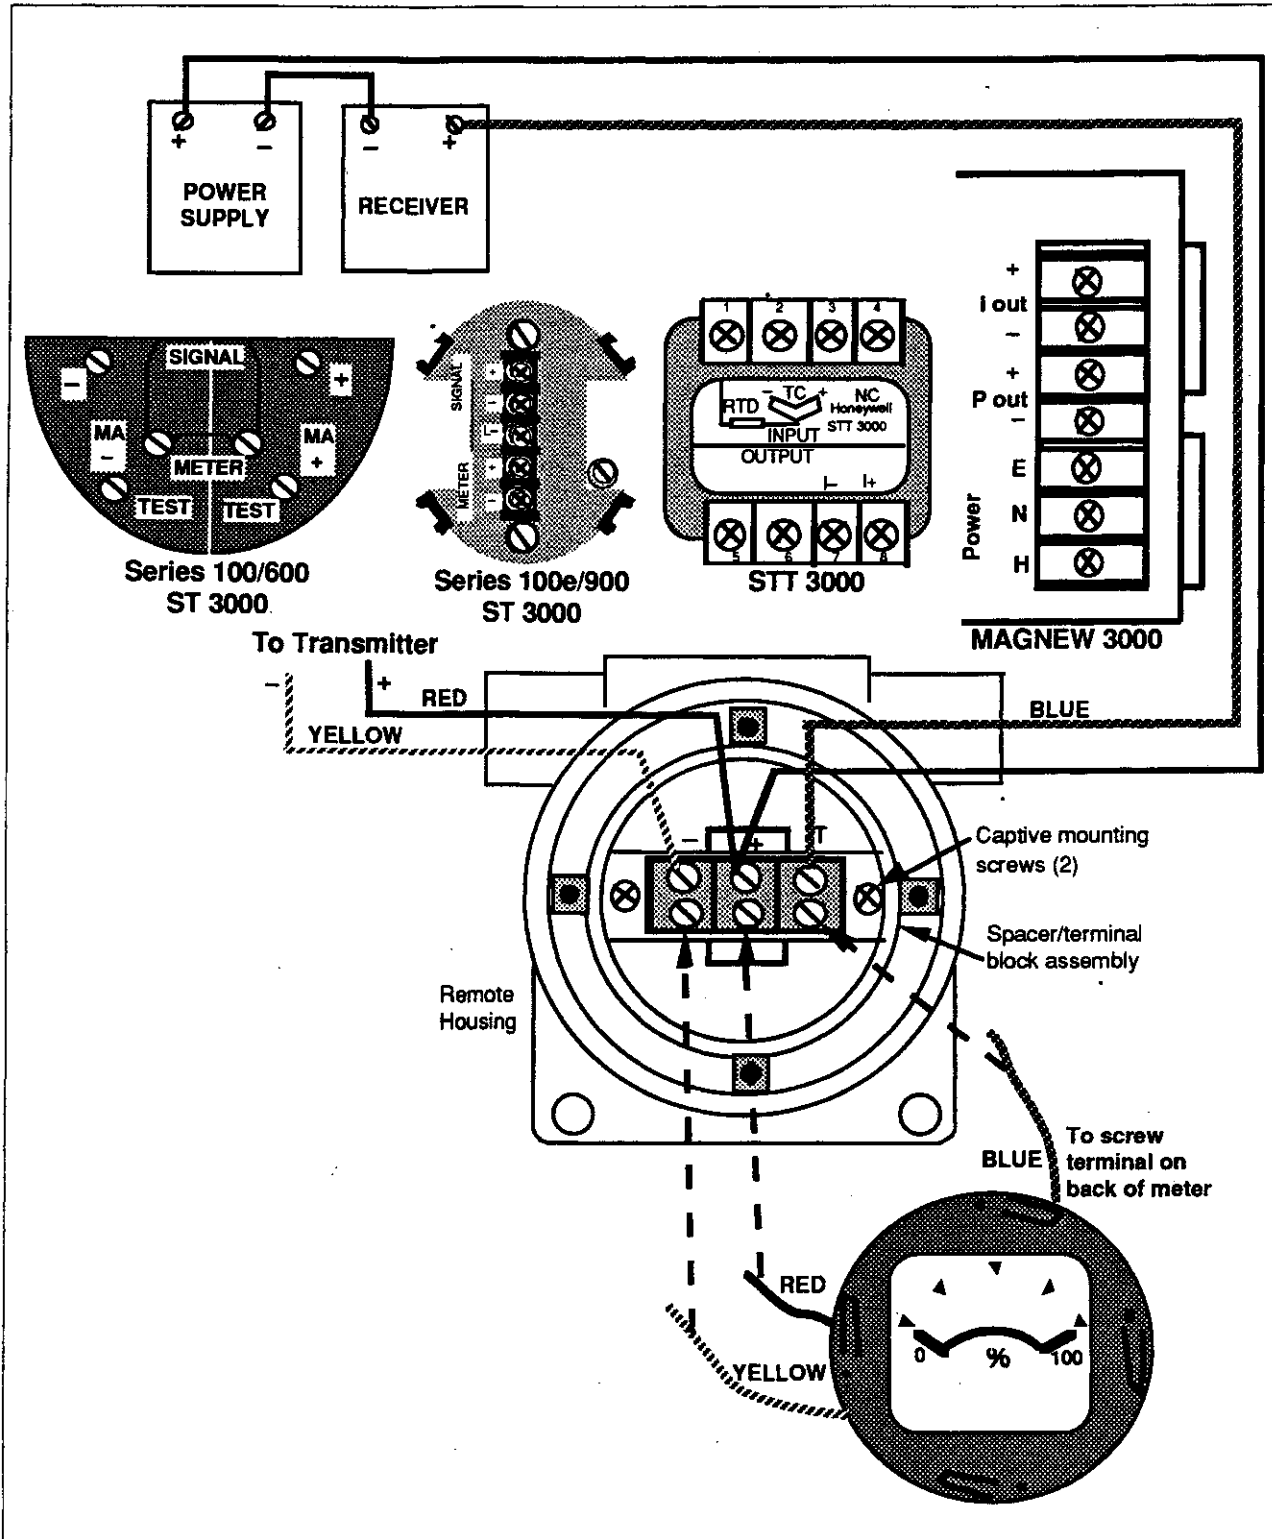 +
−
−
+
POWER
SUPPLY
RECEIVER
SIGNAL
−
+
MA
−
METER
MA
+
TEST
TEST
Series 100/600
ST 3000
SIGNAL
+
−
METER
+
−
Series 100e/900
ST 3000
1 2 3 4
− TC +
NC
RTD
Honeywell
STT 3000
INPUT
OUTPUT
I− I+
5 6 7 8
STT 3000
+
I out
−
+
P out
−
E
Power
N
H
MAGNEW 3000
To Transmitter
−
+
RED
YELLOW
BLUE
− + T
Captive mounting
screws (2)
Spacer/terminal
block assembly
Remote
Housing
BLUE
To screw
terminal on
back of meter
RED
YELLOW
0 % 100